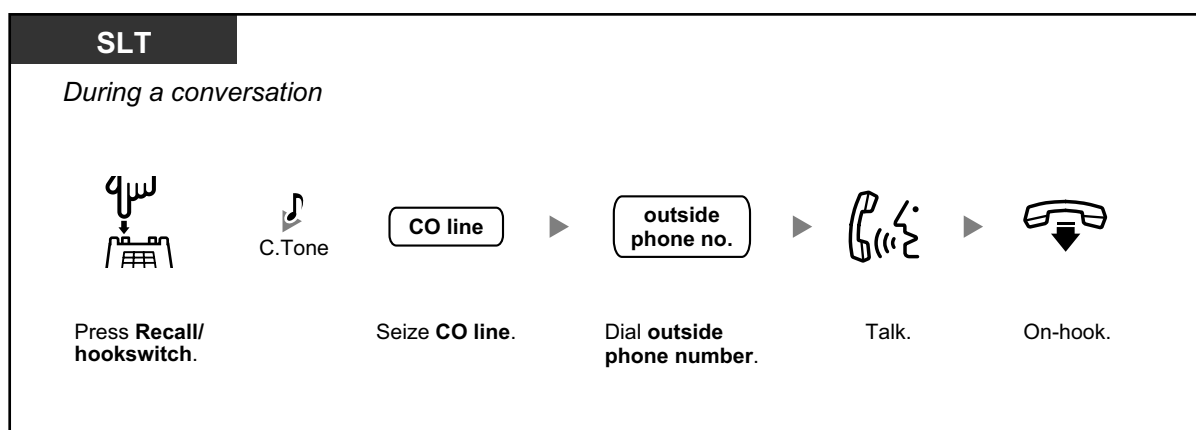 SLT
During a conversation
C.Tone
CO line
outside
phone no.
Press Recall/
hookswitch.
Seize CO line.
Dial outside
phone number.
Talk.
On-hook.